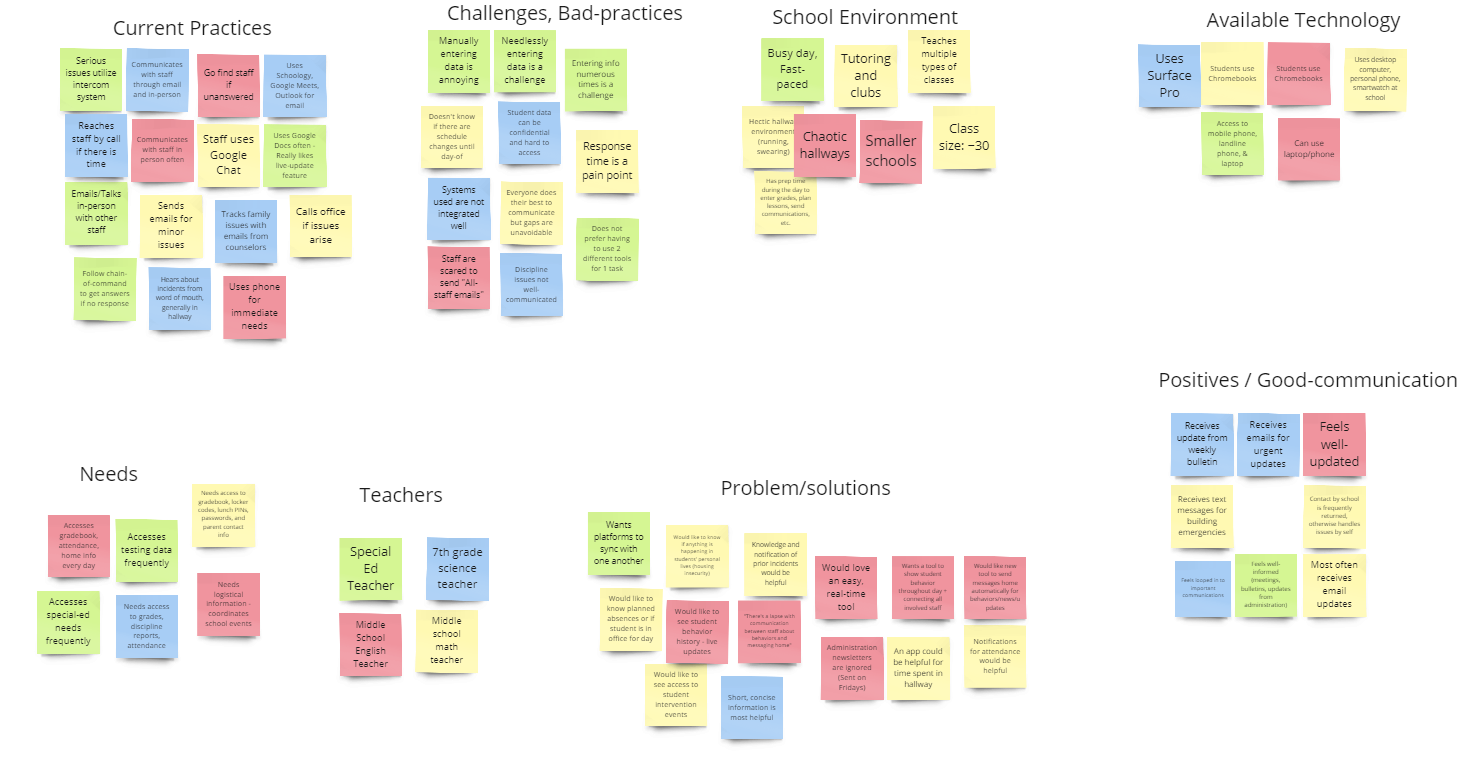 Current Practices
Serious
issues utilize
intercom
system
Communicates
with staff
through email
and in-person
Go find staff
if
unanswered
Uses
Schoology,
Google Meets,
Outlook for
email
Reaches
staff by call
if there is
time
Communicates
with staff in
person often
Staff uses
Google
Chat
Uses Google
Docs often -
Really likes
live-update
feature
Emails/Talks
in-person
with other
staff
Sends
emails for
minor
issues
Tracks family
issues with
emails from
counselors
Calls office
if issues
arise
Follow chain-
of-command
to get answers
if no response
Hears about
incidents from
word of mouth,
generally in
hallway
Uses phone
for
immediate
needs
Challenges, Bad-practices
Manually
entering
data is
annoying
Needlessly
entering
data is a
challenge
Entering info
numerous
times is a
challenge
Doesn't know
if there are
schedule
changes until
day-of
Student data
can be
confidential
and hard to
access
Response
time is a
pain point
Systems
used are not
integrated
well
Everyone does
their best to
communicate
but gaps are
unavoidable
Does not
prefer having
to use 2
different tools
for 1 task
Staff are
scared to
send "All-
staff emails"
Discipline
issues not
well-
communicated
School Environment
Busy day,
Fast-
paced
Tutoring
and
clubs
Teaches
multiple
types of
classes
Hectic hallwa
environmen
(running,
swearing)
Chaotic
hallways
Smaller
schools
Class
size: ~30
Has prep time
during the day to
enter grades, plan
lessons, send
communications,
etc.
Available Technology
Uses
Surface
Pro
Students use
Chromebooks
Students use
Chromebooks
Uses desktop
computer,
personal phone,
smartwatch at
school
Access to
mobile phone,
landline
phone, &
laptop
Can use
laptop/phone
Positives / Good-communication
Receives
update from
weekly
bulletin
Receives
emails for
urgent
updates
Feels
well-
updated
Receives text
messages for
building
emergencies
Contact by school
is frequently
returned,
otherwise handles
issues by self
Feels looped in to
important
communications
Feels well-
informed
(meetings,
bulletins, updates
from
administration)
Most often
receives
email
updates
Needs
Needs access to
gradebook, locker
codes, lunch PINs,
passwords, and
parent contact
info
Accesses
gradebook,
attendance,
home info
every day
Accesses
testing data
frequently
Accesses
special-ed
needs
frequently
Needs access
to grades,
discipline
reports,
attendance
Needs
logistical
information -
coordinates
school events
Teachers
Special
Ed
Teacher
7th grade
science
teacher
Middle
School
English
Teacher
Middle
school
math
teacher
Problem/solutions
Wants
platforms to
sync with
one another
Would like to know
if anything is
happening in
students' personal
lives (housing
insecurity)
Knowledge and
notification of
prior incidents
would be
helpful
Would love
an easy,
real-time
tool
Wants a tool to
show student
behavior
throughout day +
connecting all
involved staff
Would like new
tool to send
messages home
automatically for
behaviors/news/u
pdates
Would like to
know planned
absences or if
student is in
office for day
Would like to
see student
behavior
history - live
updates
"There's a lapse with
communication
between staff about
behaviors and
messaging home"
Administration
newsletters
are ignored
(Sent on
Fridays)
An app could
be helpful for
time spent in
hallway
Notifications
for attendance
would be
helpful
Would like to
see access to
student
intervention
events
Short, concise
information is
most helpful